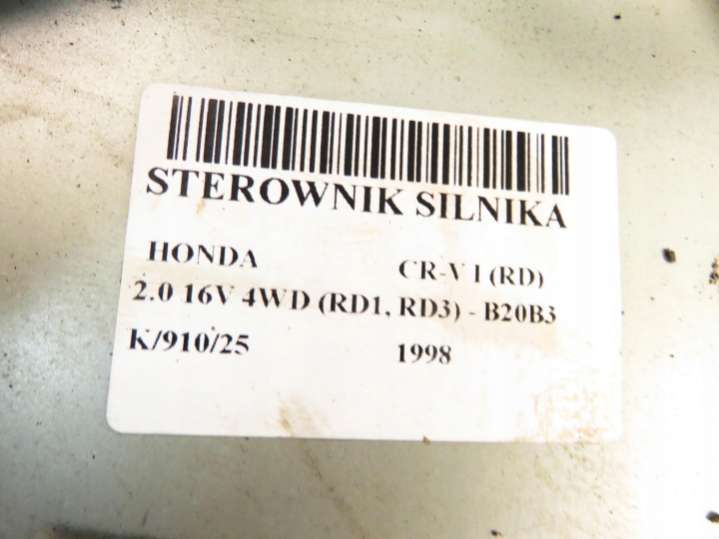 STEROWNIK SILNIKA
HONDA CR-V I (RD)
2.0 16V 4WD (RD1, RD3) - B20B3
K/910/25 1998